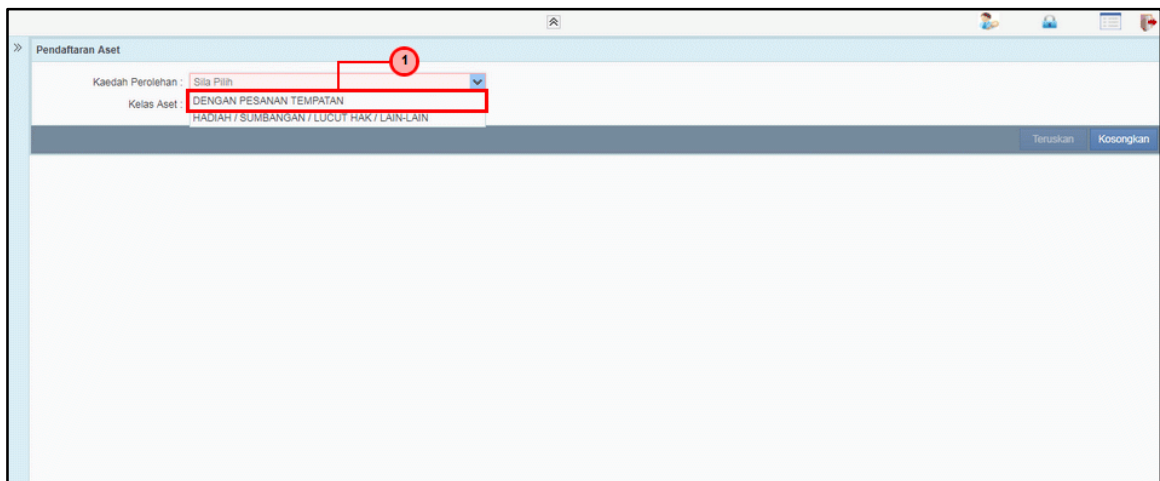 Pendaftaran Aset
1
Kaedah Perolehan : Sila Pilih
Kelas Aset : DENGAN PESANAN TEMPATAN
HADIAH / SUMBANGAN / LUCUT HAK / LAIN-LAIN
Teruskan Kosongkan